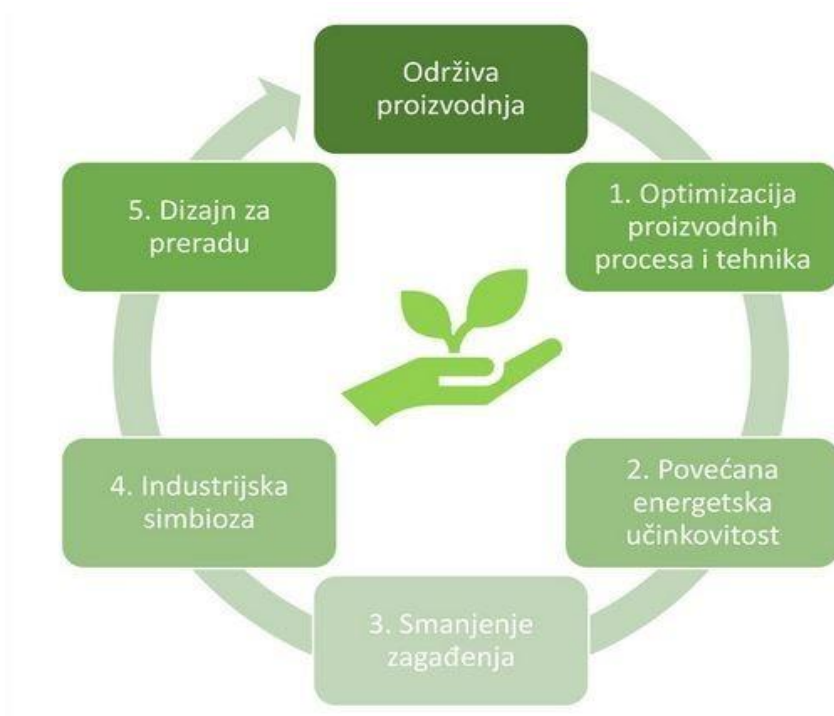 Održiva
proizvodnja
1. Optimizacija
proizvodnih
procesa i tehnika
2. Povećana
energetska
učinkovitost
3. Smanjenje
zagađenja
4. Industrijska
simbioza
5. Dizajn za
preradu